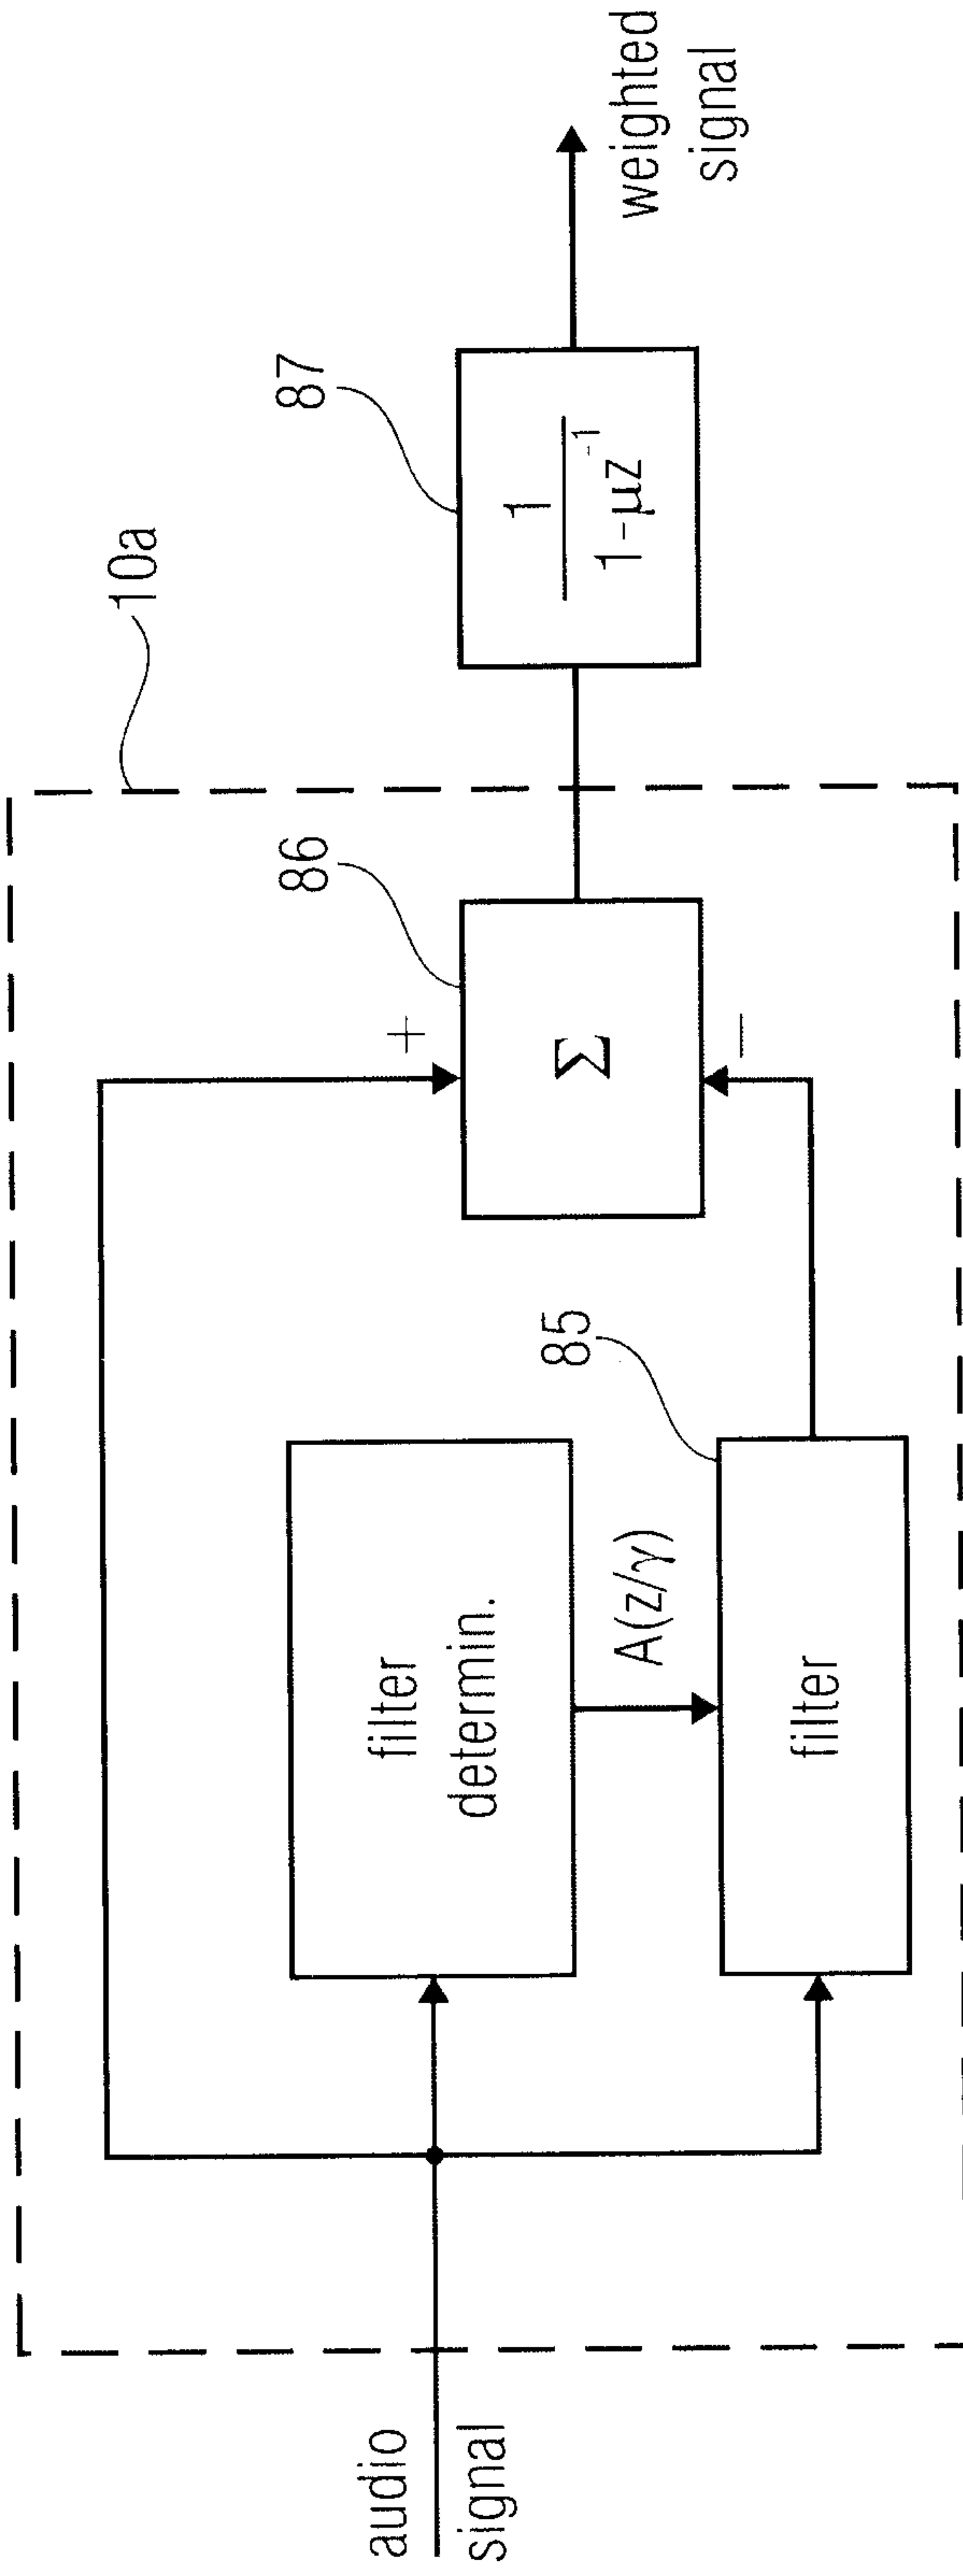 audio
signal
10a
filter
determin.
A(z/γ)
85
filter
86
+
Σ
−
87
1
1-μz⁻¹
weighted
signal